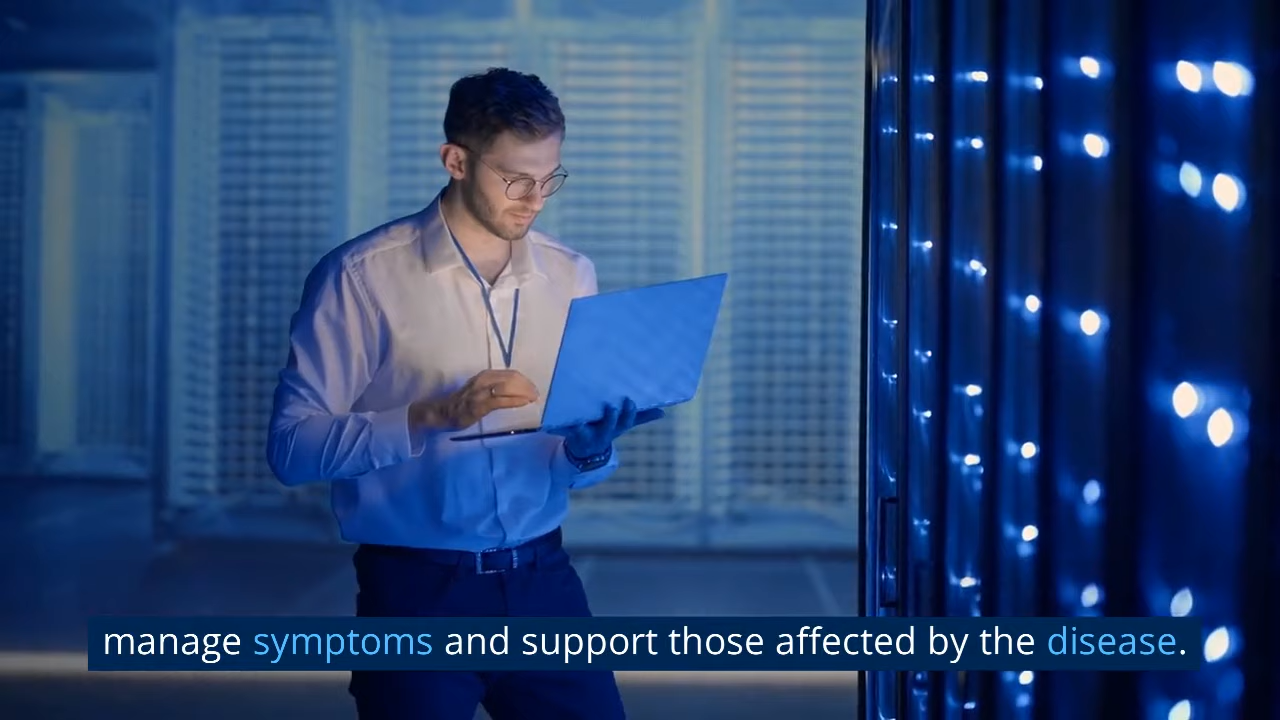 manage symptoms and support those affected by the disease.